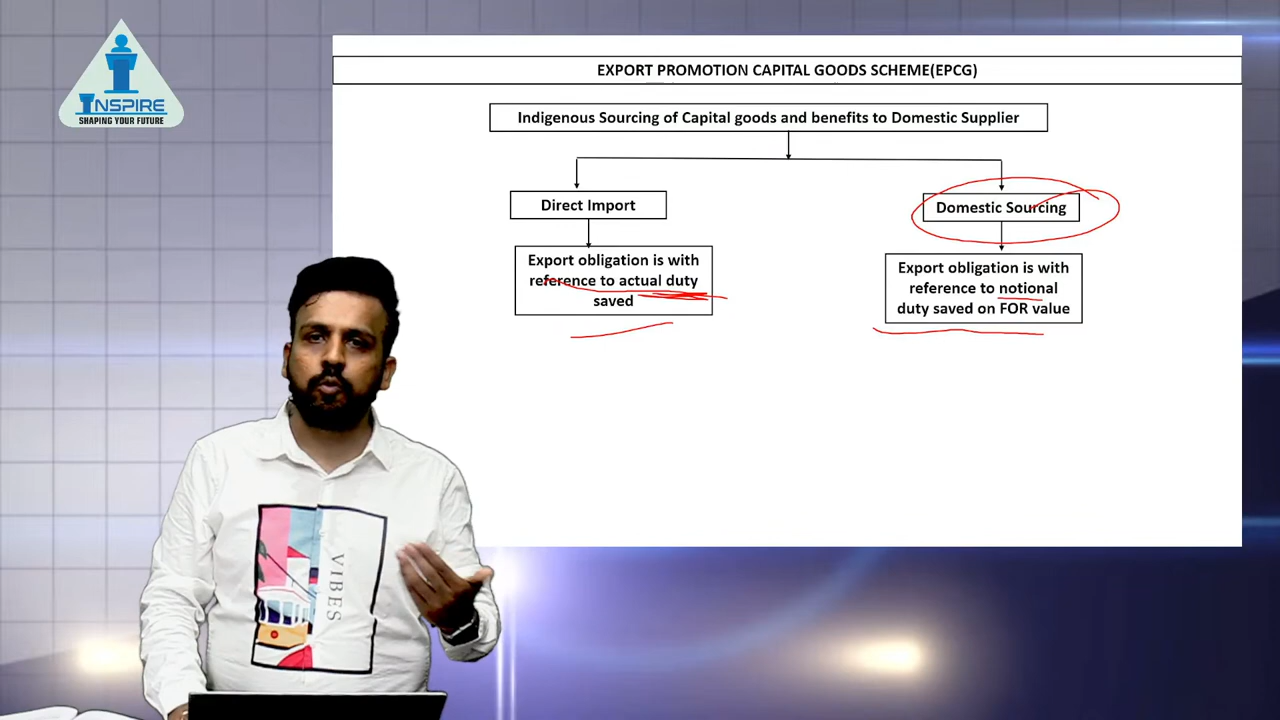 INSPIRE
SHAPING YOUR FUTURE
EXPORT PROMOTION CAPITAL GOODS SCHEME(EPCG)
Indigenous Sourcing of Capital goods and benefits to Domestic Supplier
Direct Import
Domestic Sourcing
Export obligation is with
reference to actual duty
saved
Export obligation is with
reference to notional
duty saved on FOR value
VIBES